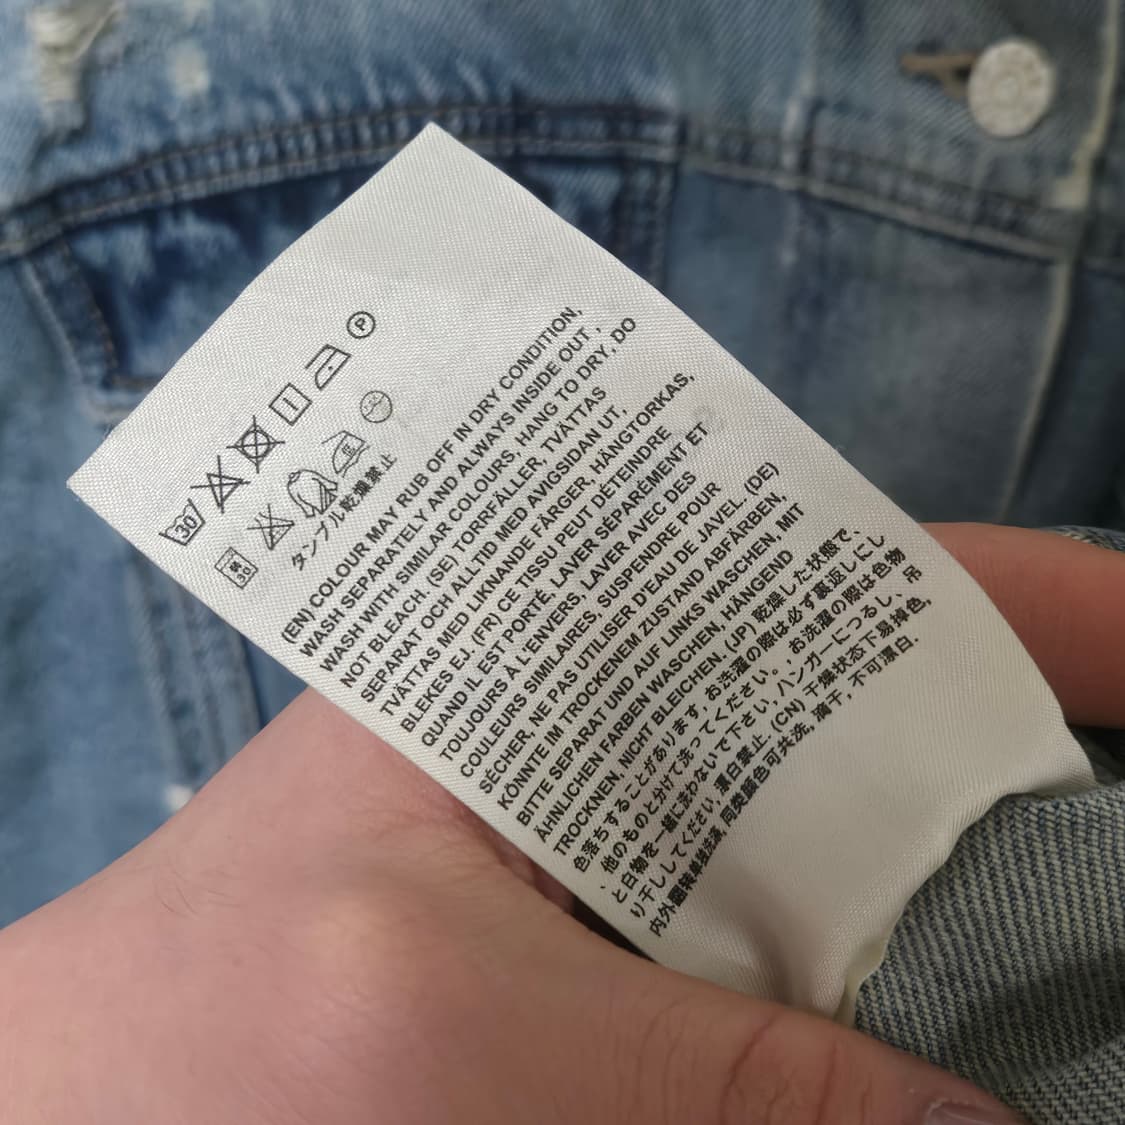 30
P
弱
30
タンブル乾燥禁止
(EN) COLOUR MAY RUB OFF IN DRY CONDITION,
WASH SEPARATELY AND ALWAYS INSIDE OUT ,
WASH WITH SIMILAR COLOURS, HANG TO DRY, DO
NOT BLEACH. (SE) TORRFÄLLER, TVÄTTAS
SEPARAT OCH ALLTID MED AVIGSIDAN UT,
TVÄTTAS MED LIKNANDE FÄRGER, HÄNGTORKAS,
BLEKES EJ. (FR) CE TISSU PEUT DÉTEINDRE
QUAND IL EST PORTÉ, LAVER SÉPARÉMENT ET
TOUJOURS À L'ENVERS, LAVER AVEC DES
COULEURS SIMILAIRES, SUSPENDRE POUR
SÉCHER, NE PAS UTILISER D'EAU DE JAVEL. (DE)
KÖNNTE IM TROCKENEM ZUSTAND ABFÄRBEN,
BITTE SEPARAT UND AUF LINKS WASCHEN, MIT
ÄHNLICHEN FARBEN WASCHEN, HÄNGEND
TROCKNEN, NICHT BLEICHEN. (JP) 乾燥した状態で、
色落ちすることがあります, お洗濯の際は必ず裏返しにし
, 他のものと分けて洗ってください。, お洗濯の際は色物
と白物を一緒に洗わないで下さい, ハンガーにつるし、吊
り干ししてください, 漂白禁止. (CN) 干燥状态下易掉色,
内外翻转单独洗涤, 同类颜色可共洗, 滴干, 不可漂白.